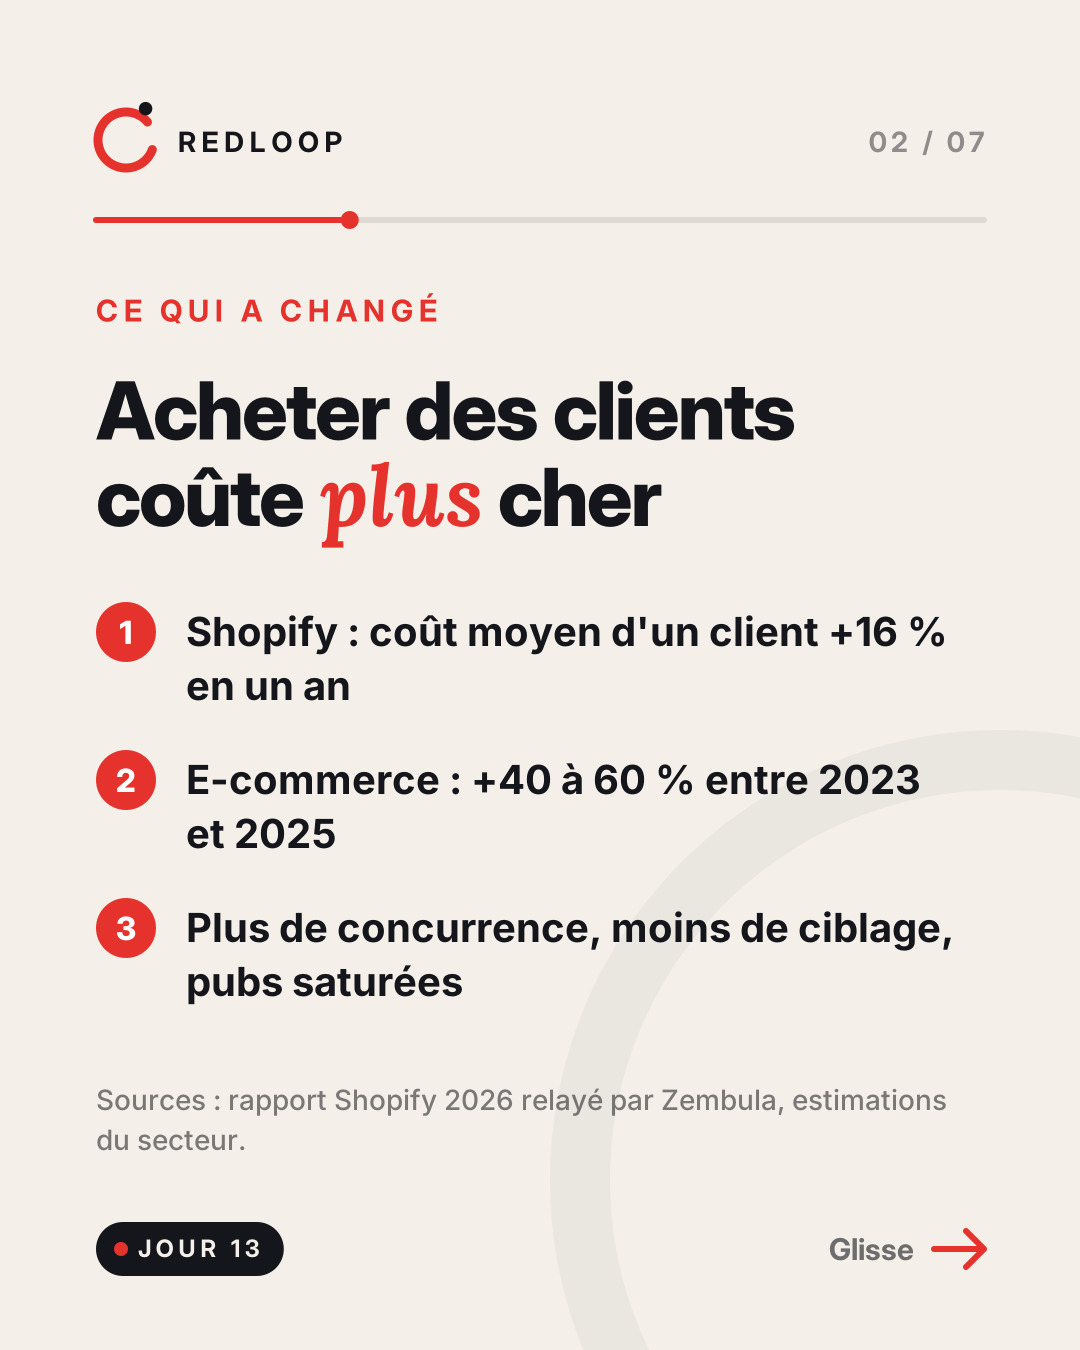 REDLOOP
02 / 07
CE QUI A CHANGÉ
Acheter des clients
coûte plus cher
1 Shopify : coût moyen d'un client +16 %
en un an
2 E-commerce : +40 à 60 % entre 2023
et 2025
3 Plus de concurrence, moins de ciblage,
pubs saturées
Sources : rapport Shopify 2026 relayé par Zembula, estimations
du secteur.
JOUR 13
Glisse